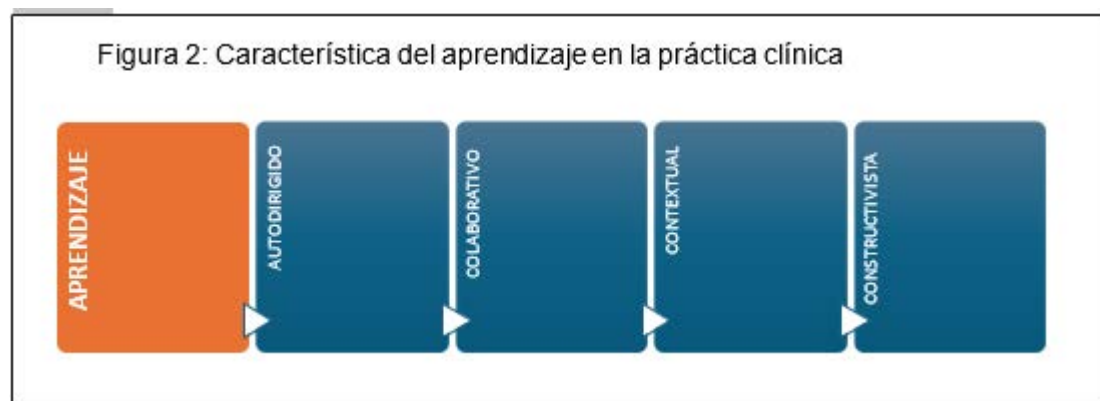 Figura 2: Característica del aprendizaje en la práctica clínica
APRENDIZAJE
AUTODIRIGIDO
COLABORATIVO
CONTEXTUAL
CONSTRUCTIVISTA